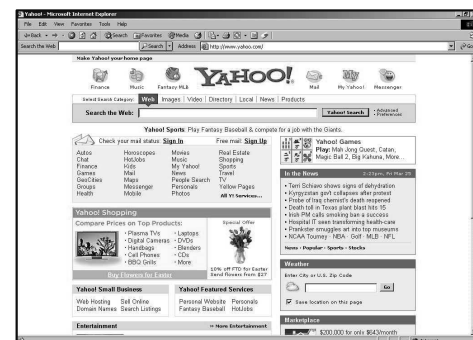 Yahoo! - Microsoft Internet Explorer
File Edit View Favorites Tools Help
Back Search Favorites Media
Search the Web Search Address http://www.yahoo.com/
Make Yahoo! your home page
Finance Music Fantasy MLB YAHOO! Mail My Yahoo! Messenger
Select Search Category: Web Images | Video | Directory | Local | News | Products
Search the Web: Yahoo! Search · Advanced
· Preferences
Yahoo! Sports: Play Fantasy Baseball & compete for a job with the Giants.
Check your mail status: Sign In Free mail: Sign Up
Autos Horoscopes Movies Real Estate
Chat HotJobs Music Shopping
Finance Kids My Yahoo! Sports
Games Mail News Travel
GeoCities Maps People Search TV
Groups Messenger Personals Yellow Pages
Health Mobile Photos All Y! Services...
Yahoo! Games
Play: Mah Jong Quest, Catan,
Magic Ball 2, Big Kahuna, More...
In the News 2:23pm, Fri Mar 25
• Terri Schiavo shows signs of dehydration
• Kyrgyzstan govt collapses after protest
• Probe of Iraq chemist's death reopened
• Death toll in Texas plant blast hits 15
• Irish PM calls smoking ban a success
• Hospital IT seen transforming health-care
• Prankster smuggles art into top museums
• NCAA Tourney · NBA · Golf · MLB · NFL
News · Popular · Sports · Stocks
Yahoo! Shopping
Compare Prices on Top Products:
· Plasma TVs · Laptops
· Digital Cameras · DVDs
· Handbags · Blenders
· Cell Phones · CDs
· BBQ Grills · More
Buy Flowers for Easter
Special Offer
10% off FTD for Easter
Send flowers from $27
Weather
Enter City or U.S. Zip Code
Go
Save location on this page
Yahoo! Small Business
Web Hosting Sell Online
Domain Names Search Listings
Yahoo! Featured Services
Personal Website Personals
Fantasy Baseball HotJobs
Marketplace
$200,000 for only $643/month
Entertainment » More Entertainment